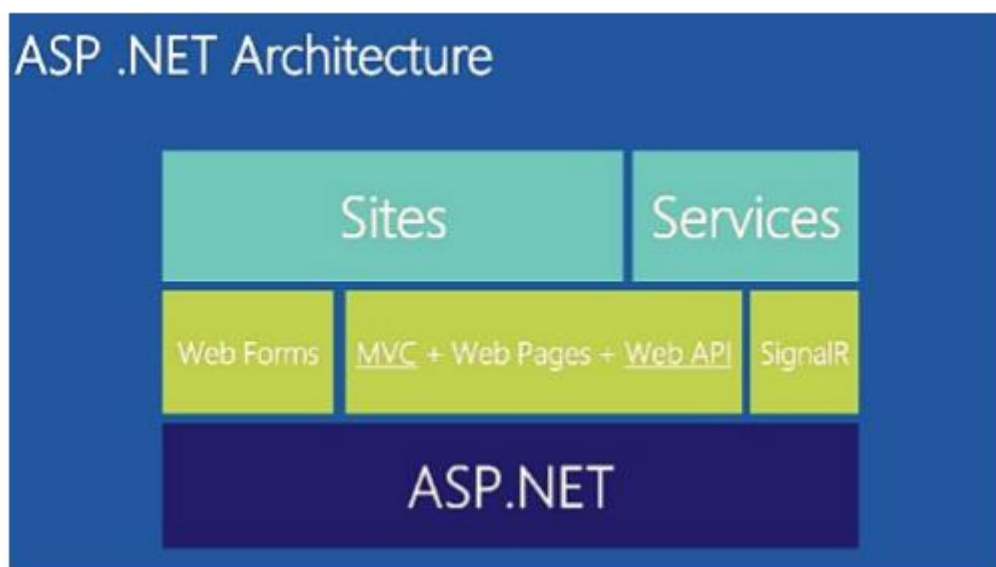 ASP .NET Architecture
Sites
Services
Web Forms
MVC + Web Pages + Web API
SignalR
ASP.NET